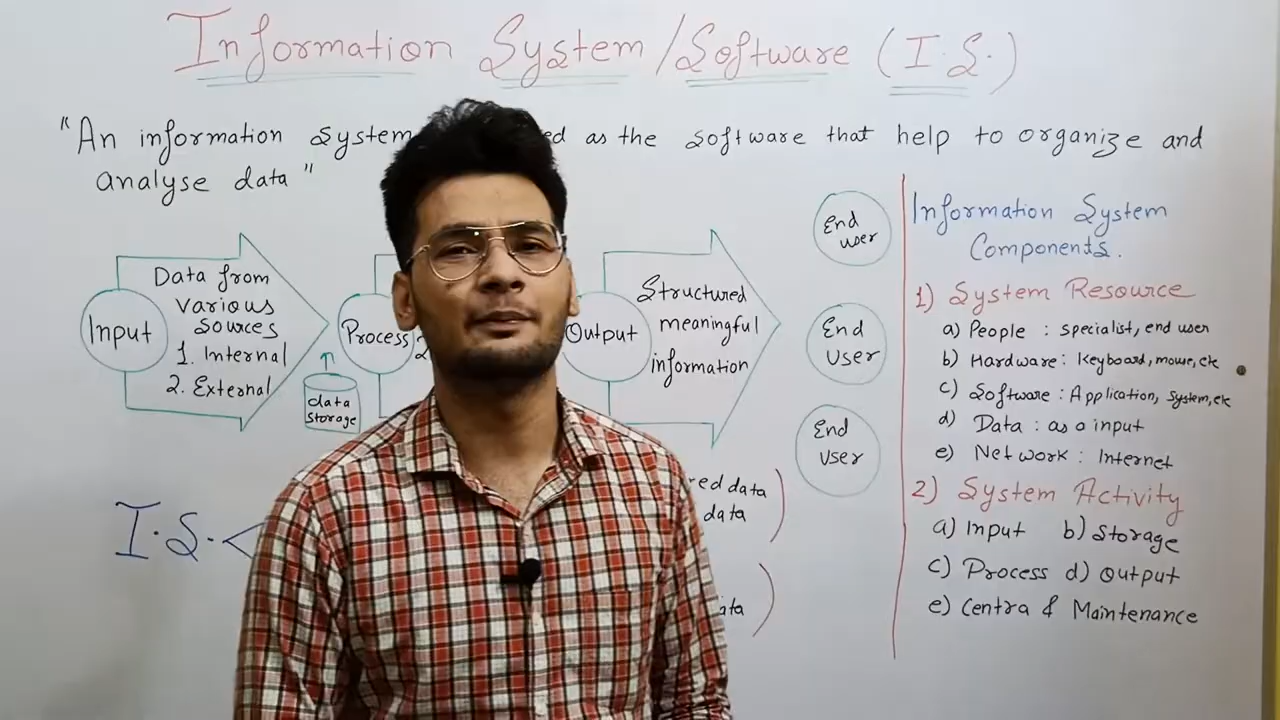 Information System/Software (I.S.)
"An information system ed as the software that help to organize and
analyse data"
Input
Data from
various
sources
1. Internal
2. External
data
storage
Process
2
Output
Structured
meaningful
information
End
user
End
User
End
User
I.S.<
red data
data
ata
Information System
Components.
1) System Resource
a) People : specialist, end user
b) Hardware : Keyboard, mouse, etc
c) Software : Application, System, etc
d) Data : as a input
e) Network : Internet
2) System Activity
a) Input b) Storage
c) Process d) Output
e) Centra & Maintenance